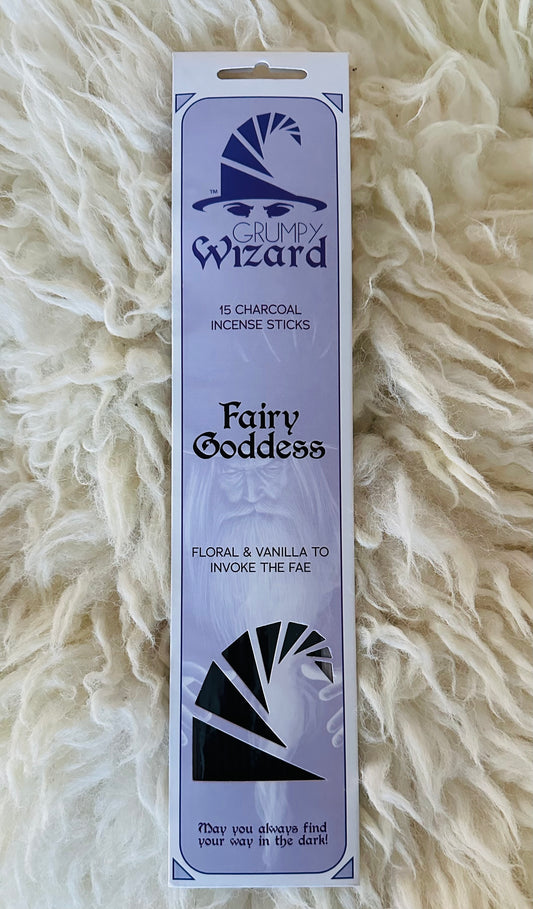 TM
GRUMPY
Wizard
15 CHARCOAL
INCENSE STICKS
Fairy
Goddess
FLORAL & VANILLA TO
INVOKE THE FAE
May you always find
your way in the dark!